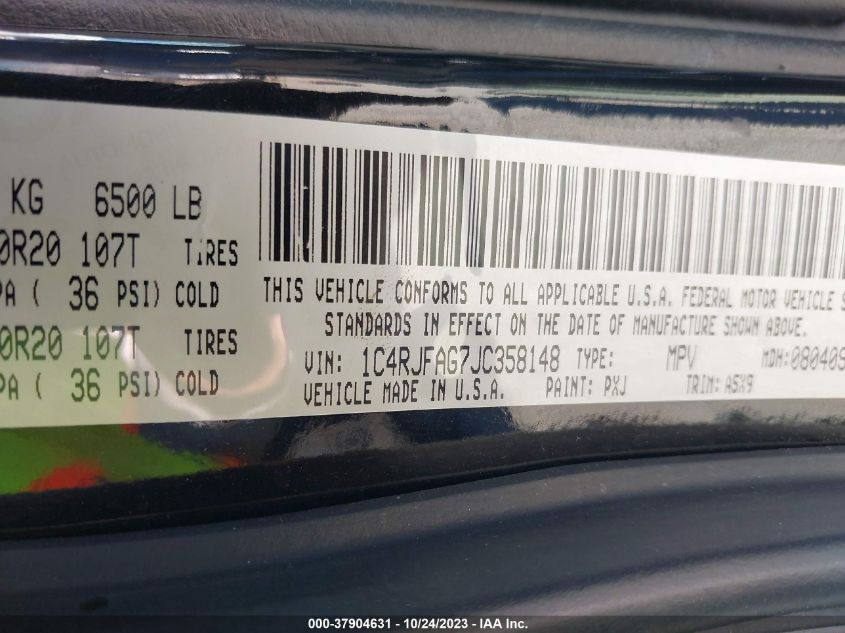 KG 6500 LB
0R20 107T TIRES
PA ( 36 PSI) COLD
0R20 107T TIRES
PA ( 36 PSI) COLD
THIS VEHICLE CONFORMS TO ALL APPLICABLE U.S.A. FEDERAL MOTOR VEHICLE S
STANDARDS IN EFFECT ON THE DATE OF MANUFACTURE SHOWN ABOVE.
VIN: 1C4RJFAG7JC358148 TYPE: MPV MDH:080409
VEHICLE MADE IN U.S.A. PAINT: PXJ TRIM: A5X9
000-37904631 - 10/24/2023 - IAA Inc.